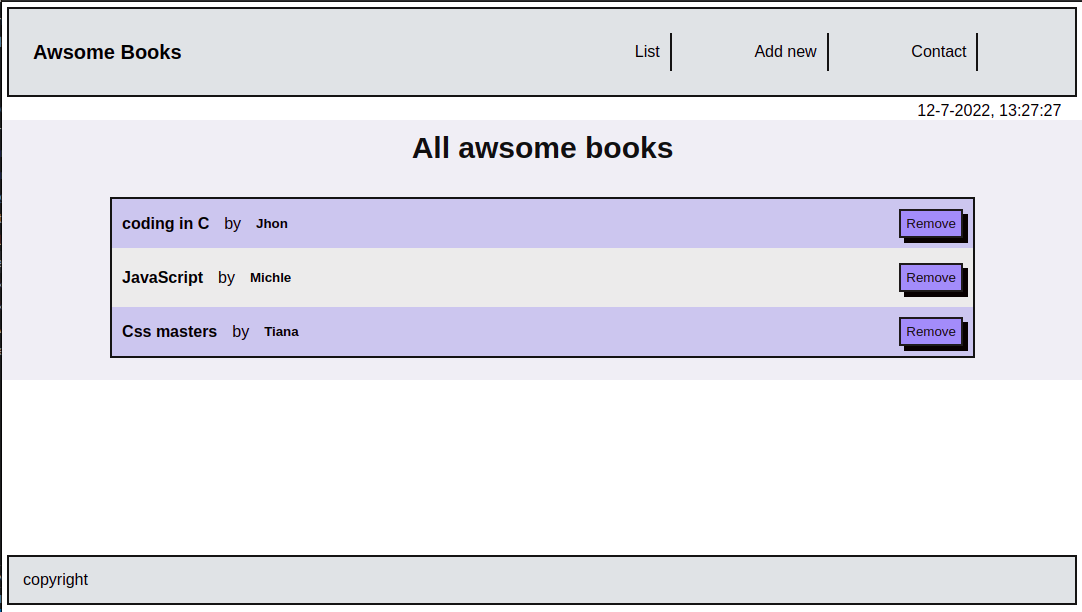 Awsome Books List Add new Contact
12-7-2022, 13:27:27
All awsome books
coding in C by Jhon Remove
JavaScript by Michle Remove
Css masters by Tiana Remove
copyright